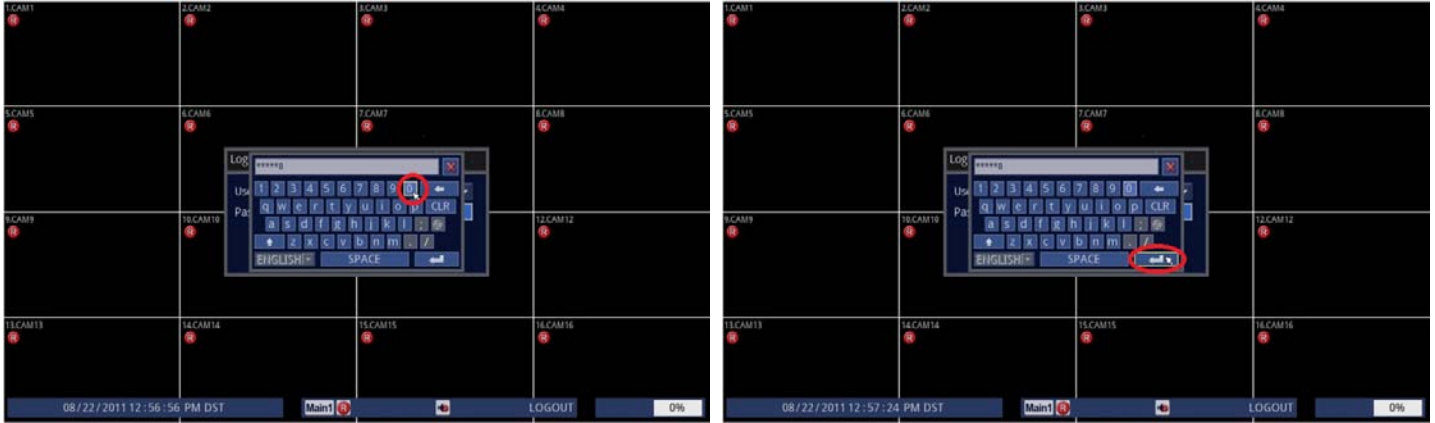 1.CAM1 2.CAM2 3.CAM3 4.CAM4
R R R R
5.CAM5 6.CAM6 7.CAM7 8.CAM8
R R R R
Log
*****8
1 2 3 4 5 6 7 8 9 0
q w e r t y u i o p CLR
a s d f g h j k l ;
z x c v b n m . /
ENGLISH SPACE
9.CAM9 10.CAM10 12.CAM12
R R R
13.CAM13 14.CAM14 15.CAM15 16.CAM16
R R R R
08/22/2011 12:56:56 PM DST Main1 R LOGOUT 0%
1.CAM1 2.CAM2 3.CAM3 4.CAM4
R R R R
5.CAM5 6.CAM6 7.CAM7 8.CAM8
R R R R
Log
*****8
1 2 3 4 5 6 7 8 9 0
q w e r t y u i o p CLR
a s d f g h j k l ;
z x c v b n m . /
ENGLISH SPACE
9.CAM9 10.CAM10 12.CAM12
R R R
13.CAM13 14.CAM14 15.CAM15 16.CAM16
R R R R
08/22/2011 12:57:24 PM DST Main1 R LOGOUT 0%